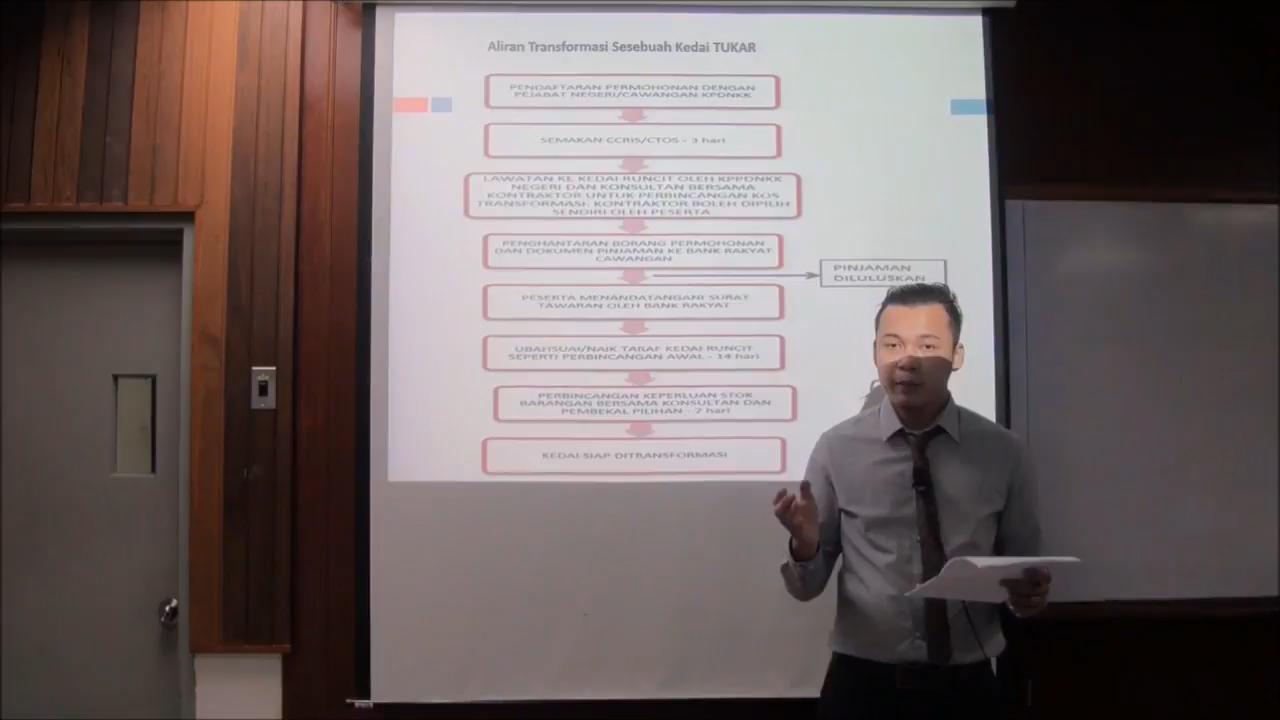 Aliran Transformasi Sesebuah Kedai TUKAR
PENDAFTARAN PERMOHONAN DENGAN
PEJABAT NEGERI/CAWANGAN KPDNKK
SEMAKAN CCRIS/CTOS - 3 hari
LAWATAN KE KEDAI RUNCIT OLEH KPPDNKK
NEGERI DAN KONSULTAN BERSAMA
KONTRAKTOR UNTUK PERBINCANGAN KOS
TRANSFORMASI. KONTRAKTOR BOLEH DIPILIH
SENDIRI OLEH PESERTA
PENGHANTARAN BORANG PERMOHONAN
DAN DOKUMEN PINJAMAN KE BANK RAKYAT
CAWANGAN
PINJAMAN
DILULUSKAN
PESERTA MENANDATANGANI SURAT
TAWARAN OLEH BANK RAKYAT
UBAHSUAI/NAIK TARAF KEDAI RUNCIT
SEPERTI PERBINCANGAN AWAL - 14 hari
PERBINCANGAN KEPERLUAN STOK
BARANGAN BERSAMA KONSULTAN DAN
PEMBEKAL PILIHAN - 7 hari
KEDAI SIAP DITRANSFORMASI